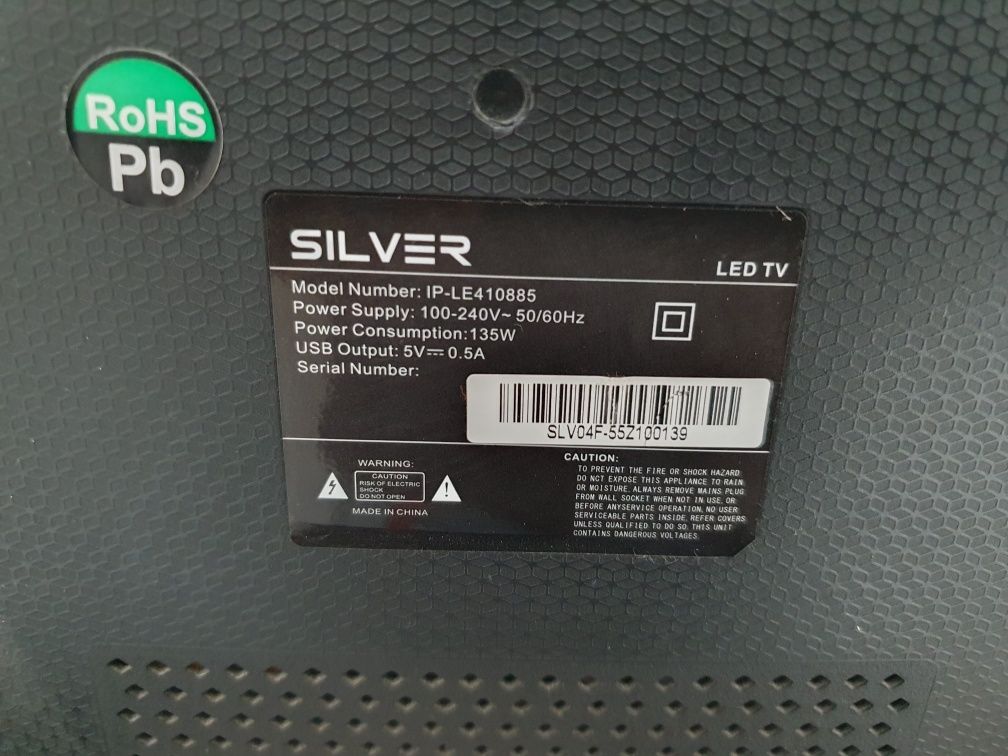 RoHS
Pb
SILVER
LED TV
Model Number: IP-LE410885
Power Supply: 100-240V~ 50/60Hz
Power Consumption:135W
USB Output: 5V⎓0.5A
Serial Number:
SLV04F-55Z100139
WARNING:
CAUTION
RISK OF ELECTRIC
SHOCK
DO NOT OPEN
MADE IN CHINA
CAUTION:
TO PREVENT THE FIRE OR SHOCK HAZARD
DO NOT EXPOSE THIS APPLIANCE TO RAIN
OR MOISTURE. ALWAYS REMOVE MAINS PLUG
FROM WALL SOCKET WHEN NOT IN USE, OR
BEFORE ANYSERVICE OPERATION, NO USER
SERVICEABLE PARTS INSIDE. REFER COVERS
UNLESS QUALIFIED TO DO SO. THIS UNIT
CONTAINS DANGEROUS VOLTAGES.